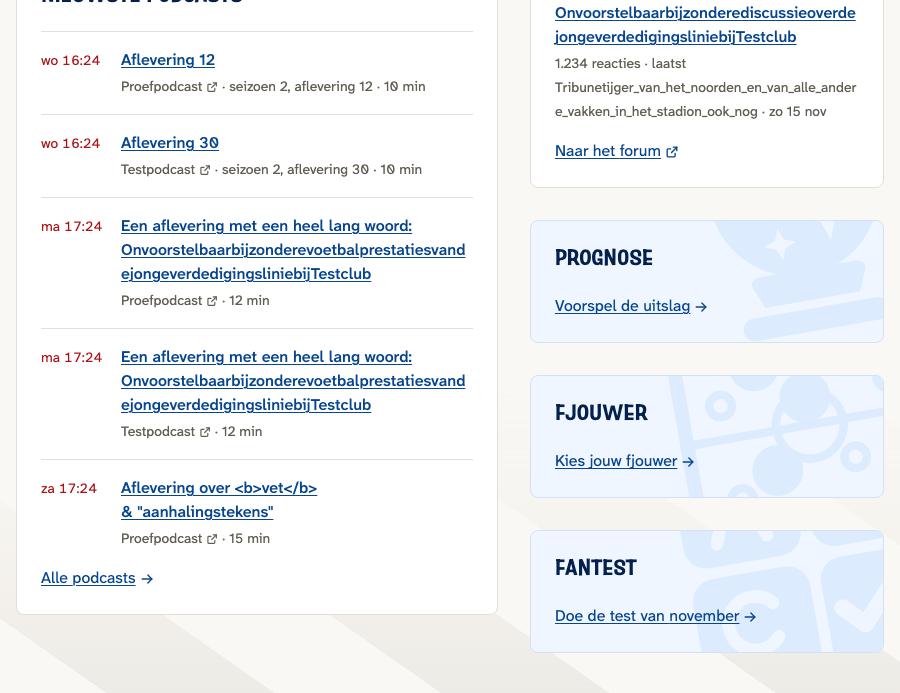 NIEUWSTE PODCASTS
wo 16:24
Aflevering 12
Proefpodcast · seizoen 2, aflevering 12 · 10 min
wo 16:24
Aflevering 30
Testpodcast · seizoen 2, aflevering 30 · 10 min
ma 17:24
Een aflevering met een heel lang woord:
Onvoorstelbaarbijzonderevoetbalprestatiesvand
ejongeverdedigingsliniebijTestclub
Proefpodcast · 12 min
ma 17:24
Een aflevering met een heel lang woord:
Onvoorstelbaarbijzonderevoetbalprestatiesvand
ejongeverdedigingsliniebijTestclub
Testpodcast · 12 min
za 17:24
Aflevering over <b>vet</b>
& "aanhalingstekens"
Proefpodcast · 15 min
Alle podcasts →
Onvoorstelbaarbijzonderediscussieoverde
jongeverdedigingsliniebijTestclub
1.234 reacties · laatst
Tribunetijger_van_het_noorden_en_van_alle_ander
e_vakken_in_het_stadion_ook_nog · zo 15 nov
Naar het forum
PROGNOSE
Voorspel de uitslag →
FJOUWER
Kies jouw fjouwer →
FANTEST
Doe de test van november →
C